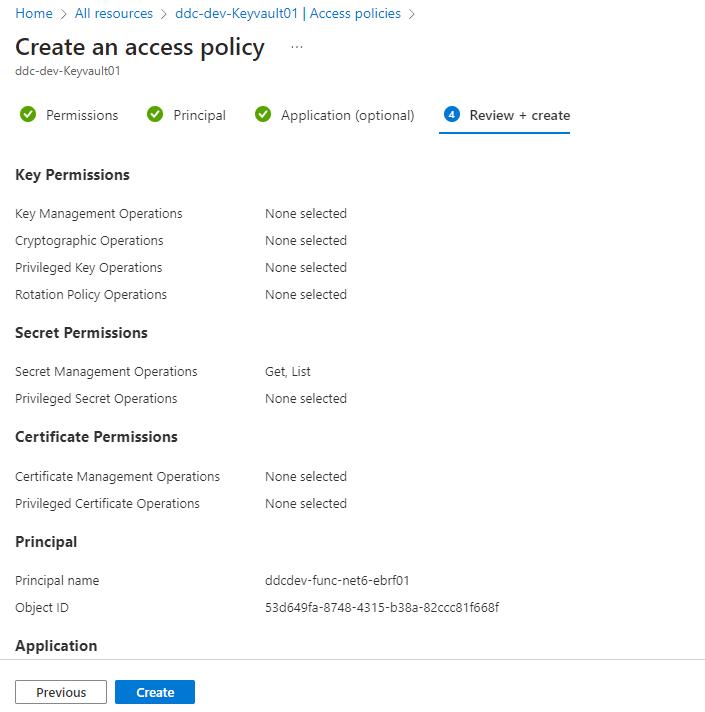 Home > All resources > ddc-dev-Keyvault01 | Access policies >
Create an access policy ...
ddc-dev-Keyvault01
Permissions Principal Application (optional) 4 Review + create
Key Permissions
Key Management Operations None selected
Cryptographic Operations None selected
Privileged Key Operations None selected
Rotation Policy Operations None selected
Secret Permissions
Secret Management Operations Get, List
Privileged Secret Operations None selected
Certificate Permissions
Certificate Management Operations None selected
Privileged Certificate Operations None selected
Principal
Principal name ddcdev-func-net6-ebrf01
Object ID 53d649fa-8748-4315-b38a-82ccc81f668f
Application
Previous Create